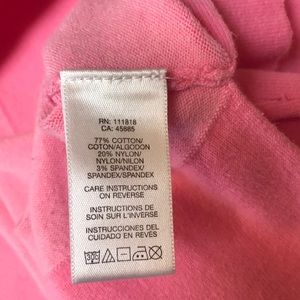 RN: 111818
CA: 45885
77% COTTON/
COTON/ALGODON
20% NYLON/
NYLON/NILON
3% SPANDEX/
SPANDEX/SPANDEX
CARE INSTRUCTIONS
ON REVERSE
INSTRUCTIONS DE
SOIN SUR L'INVERSE
INSTRUCCIONES DEL
CUIDADO EN REVÉS